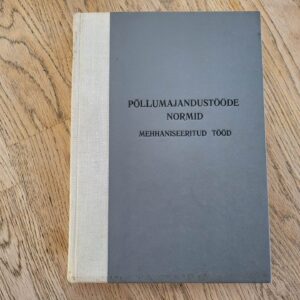 PÕLLUMAJANDUSTÖÖDE
NORMID
MEHHANISEERITUD TÖÖD